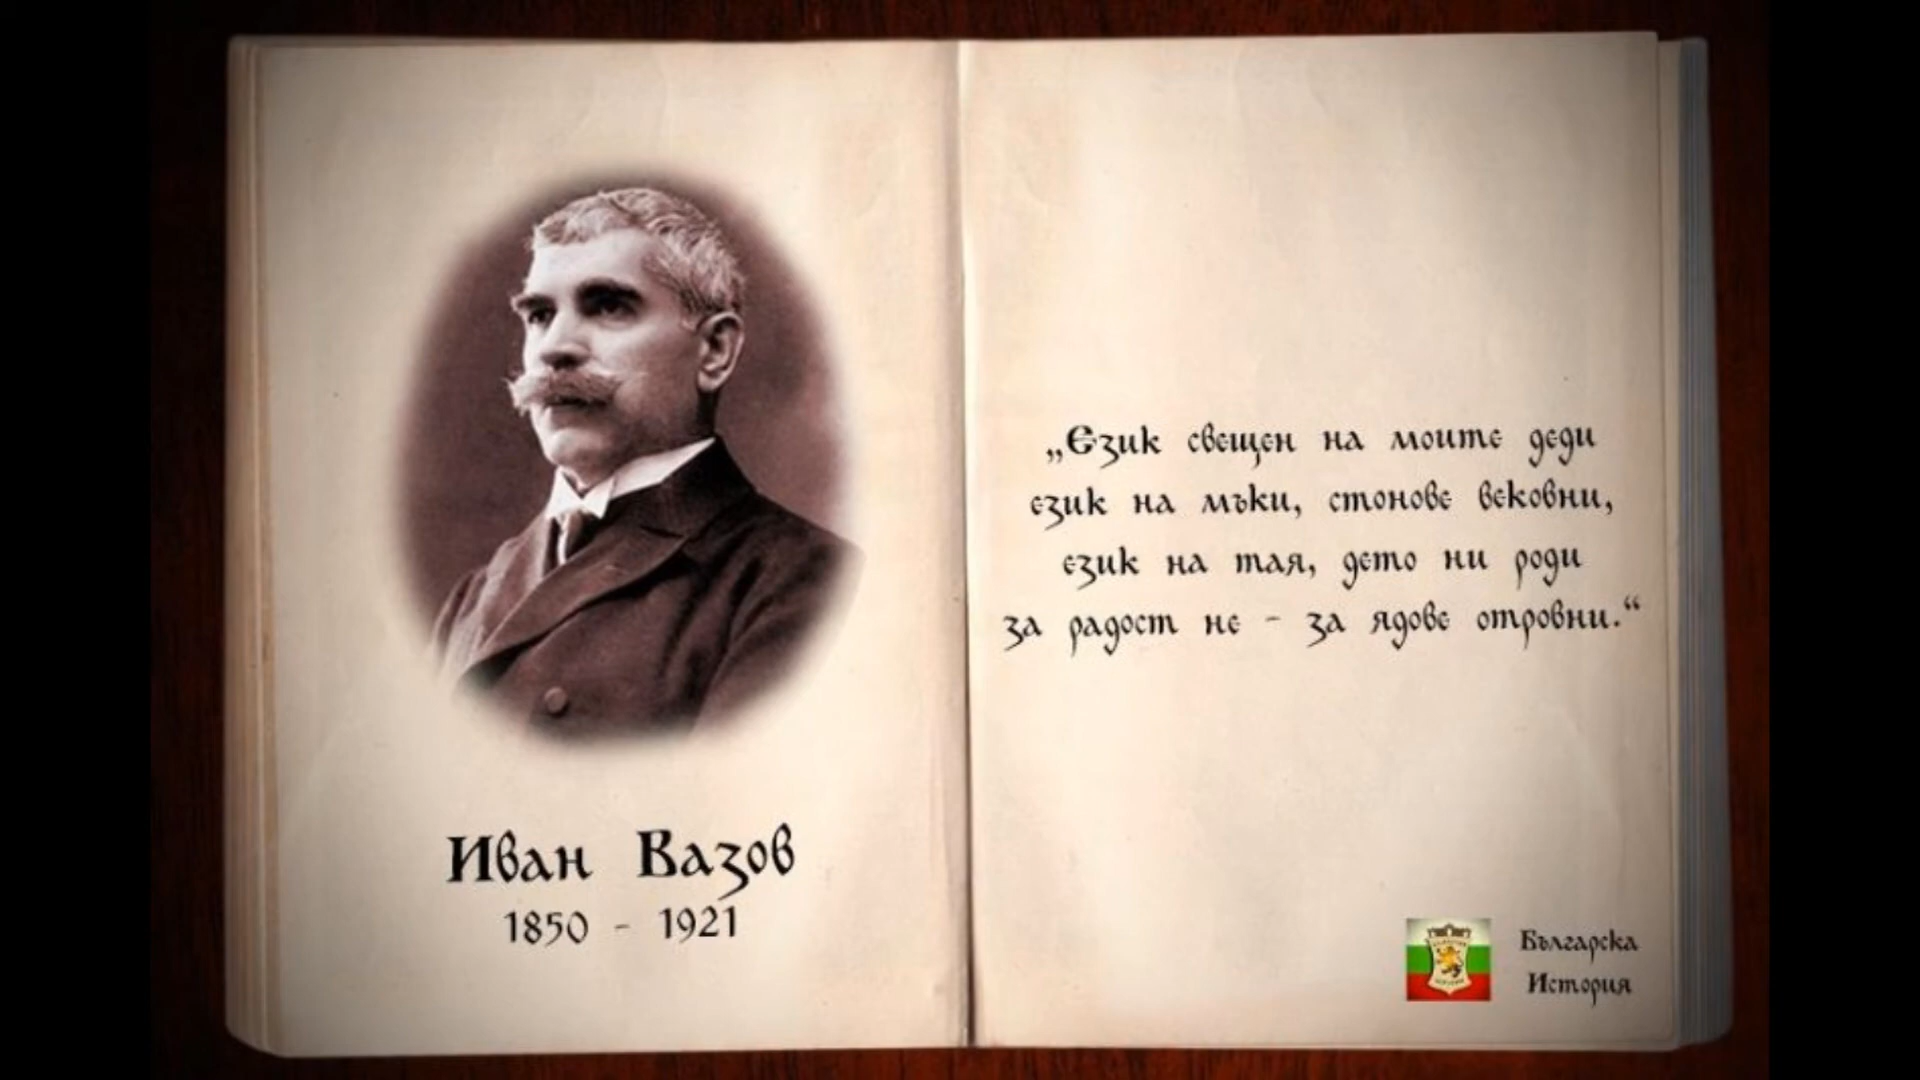 Иван Вазов
1850 - 1921
„Език свещен на моите деди
език на мъки, стонове вековни,
език на тая, дето ни роди
за радост не - за ядове отровни.“
Българска
История